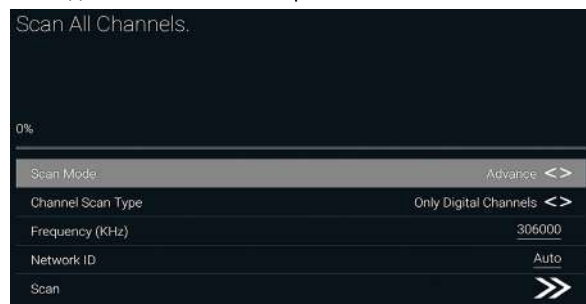 Scan All Channels.
0%
Scan Mode Advance <>
Channel Scan Type Only Digital Channels <>
Frequency (KHz) 306000
Network ID Auto
Scan